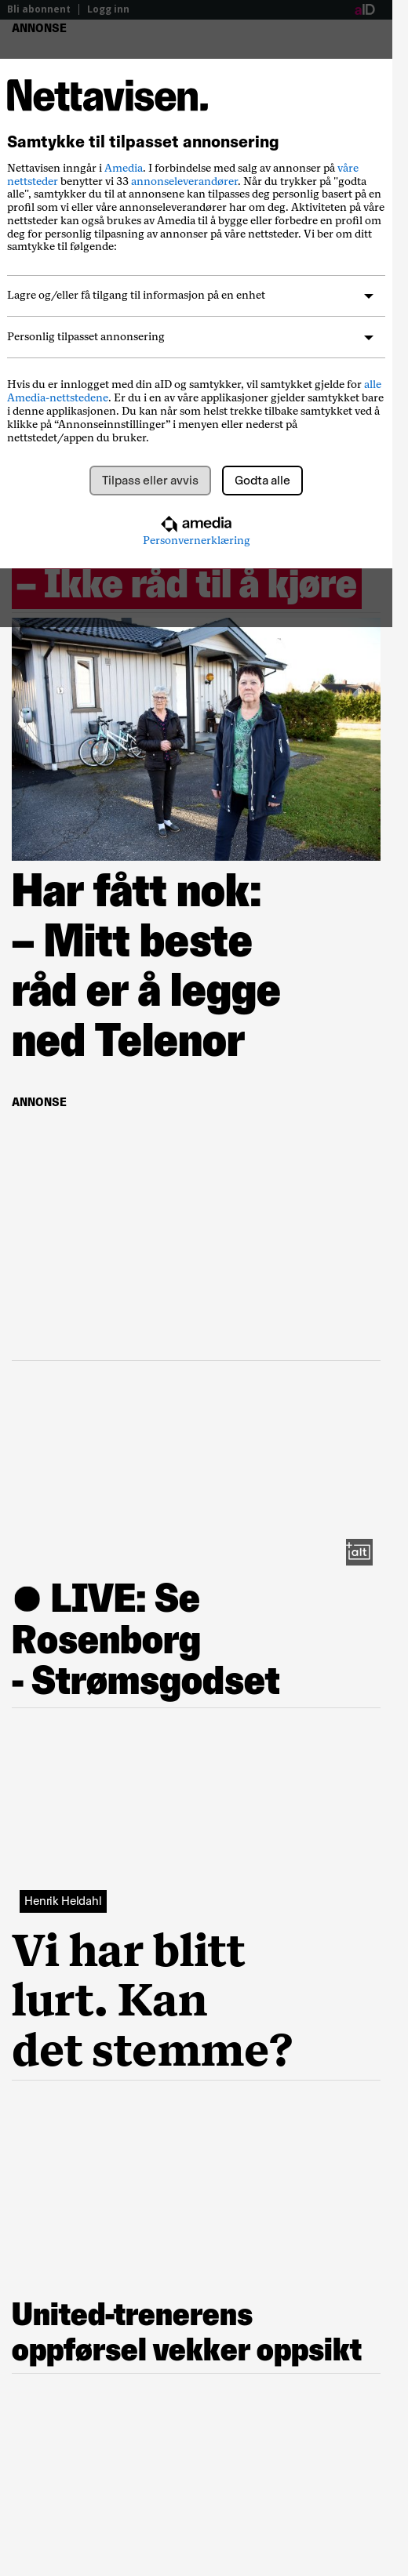 Bli abonnent | Logg inn
aID
ANNONSE
Nettavisen.
Samtykke til tilpasset annonsering
Nettavisen inngår i Amedia. I forbindelse med salg av annonser på våre
nettsteder benytter vi 33 annonseleverandører. Når du trykker på "godta
alle", samtykker du til at annonsene kan tilpasses deg personlig basert på en
profil som vi eller våre annonseleverandører har om deg. Aktiviteten på våre
nettsteder kan også brukes av Amedia til å bygge eller forbedre en profil om
deg for personlig tilpasning av annonser på våre nettsteder. Vi ber om ditt
samtykke til følgende:
Lagre og/eller få tilgang til informasjon på en enhet
Personlig tilpasset annonsering
Hvis du er innlogget med din aID og samtykker, vil samtykket gjelde for alle
Amedia-nettstedene. Er du i en av våre applikasjoner gjelder samtykket bare
i denne applikasjonen. Du kan når som helst trekke tilbake samtykket ved å
klikke på “Annonseinnstillinger” i menyen eller nederst på
nettstedet/appen du bruker.
Tilpass eller avvis
Godta alle
amedia
Personvernerklæring
– Ikke råd til å kjøre
Har fått nok:
– Mitt beste
råd er å legge
ned Telenor
ANNONSE
+alt
● LIVE: Se
Rosenborg
- Strømsgodset
Henrik Heldahl
Vi har blitt
lurt. Kan
det stemme?
United-trenerens
oppførsel vekker oppsikt